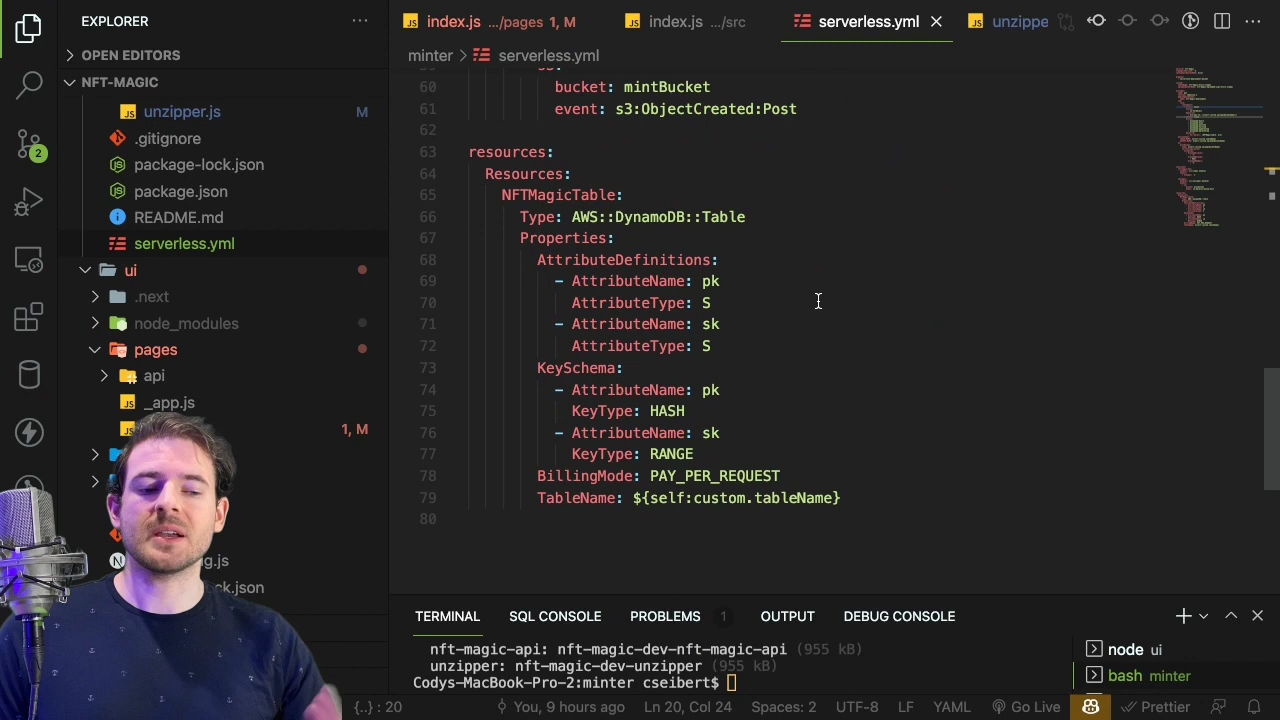 EXPLORER
OPEN EDITORS
NFT-MAGIC
unzipper.js M
.gitignore
package-lock.json
package.json
README.md
serverless.yml
ui
.next
node_modules
pages
api
_app.js
1, M
2
index.js .../pages 1, M
index.js .../src
serverless.yml
unzippe
minter > serverless.yml
60 bucket: mintBucket
61 event: s3:ObjectCreated:Post
62
63 resources:
64 Resources:
65 NFTMagicTable:
66 Type: AWS::DynamoDB::Table
67 Properties:
68 AttributeDefinitions:
69 - AttributeName: pk
70 AttributeType: S
71 - AttributeName: sk
72 AttributeType: S
73 KeySchema:
74 - AttributeName: pk
75 KeyType: HASH
76 - AttributeName: sk
77 KeyType: RANGE
78 BillingMode: PAY_PER_REQUEST
79 TableName: ${self:custom.tableName}
80
TERMINAL SQL CONSOLE PROBLEMS 1 OUTPUT DEBUG CONSOLE
nft-magic-api: nft-magic-dev-nft-magic-api (955 kB)
unzipper: nft-magic-dev-unzipper (955 kB)
Codys-MacBook-Pro-2:minter cseibert$
node ui
bash minter
{..} : 20 You, 9 hours ago Ln 20, Col 24 Spaces: 2 UTF-8 LF YAML Go Live Prettier